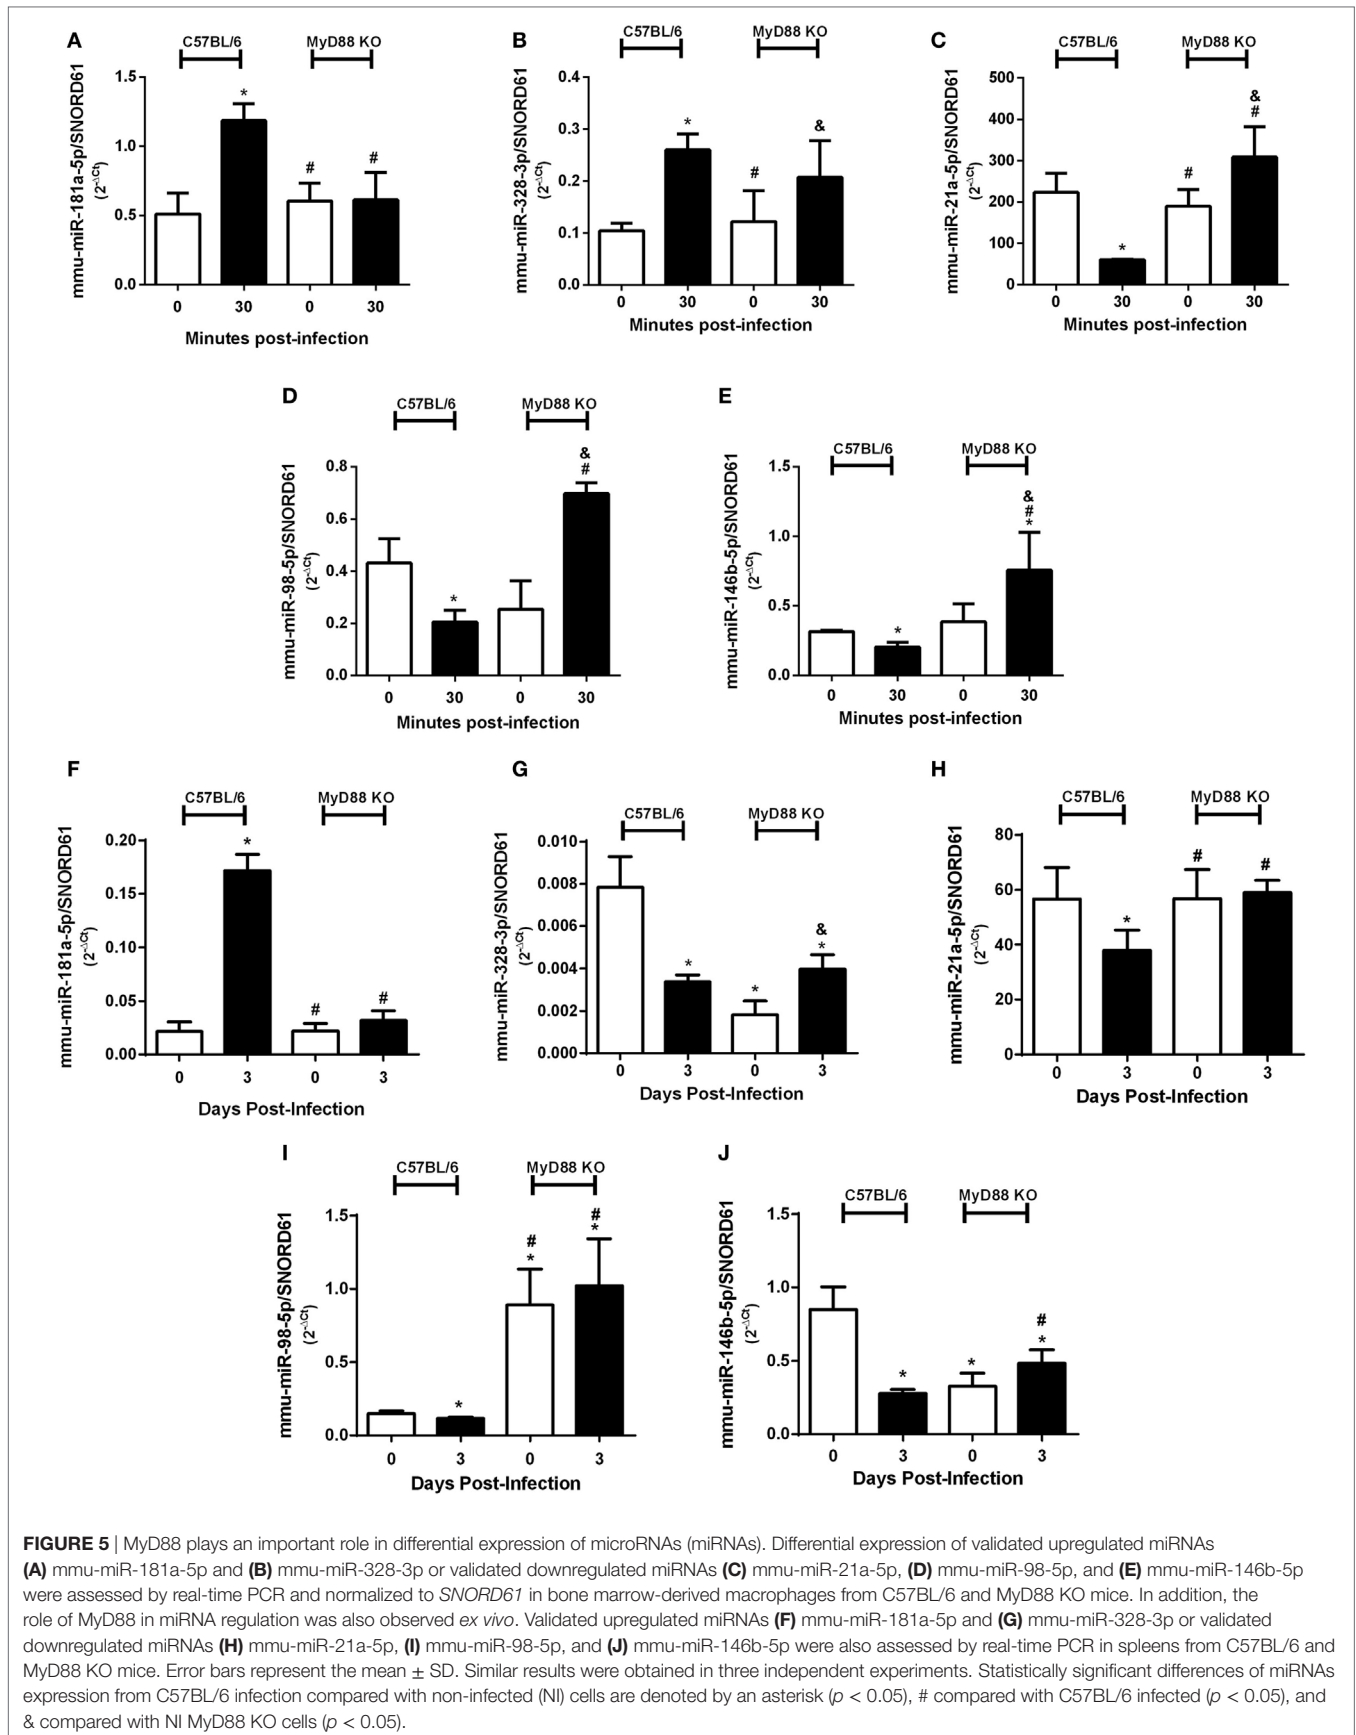 A
C57BL/6 MyD88 KO
mmu-miR-181a-5p/SNORD61
(2-ΔCt)
1.5
1.0
0.5
0.0
*
#
#
0 30 0 30
Minutes post-infection
B
C57BL/6 MyD88 KO
mmu-miR-328-3p/SNORD61
(2-ΔCt)
0.4
0.3
0.2
0.1
0.0
*
#
&
0 30 0 30
Minutes post-infection
C
C57BL/6 MyD88 KO
mmu-miR-21a-5p/SNORD61
(2-ΔCt)
500
400
300
200
100
0
*
#
&
#
0 30 0 30
Minutes post-infection
D
C57BL/6 MyD88 KO
mmu-miR-98-5p/SNORD61
(2-ΔCt)
0.8
0.6
0.4
0.2
0.0
*
&
#
0 30 0 30
Minutes post-infection
E
C57BL/6 MyD88 KO
mmu-miR-146b-5p/SNORD61
(2-ΔCt)
1.5
1.0
0.5
0.0
*
&
#
*
0 30 0 30
Minutes post-infection
F
C57BL/6 MyD88 KO
mmu-miR-181a-5p/SNORD61
(2-ΔCt)
0.20
0.15
0.10
0.05
0.00
*
#
#
0 3 0 3
Days Post-Infection
G
C57BL/6 MyD88 KO
mmu-miR-328-3p/SNORD61
(2-ΔCt)
0.010
0.008
0.006
0.004
0.002
0.000
*
*
&
*
0 3 0 3
Days Post-Infection
H
C57BL/6 MyD88 KO
mmu-miR-21a-5p/SNORD61
(2-ΔCt)
80
60
40
20
0
*
#
#
0 3 0 3
Days Post-Infection
I
C57BL/6 MyD88 KO
mmu-miR-98-5p/SNORD61
(2-ΔCt)
1.5
1.0
0.5
0.0
*
#
*
#
*
0 3 0 3
Days Post-Infection
J
C57BL/6 MyD88 KO
mmu-miR-146b-5p/SNORD61
(2-ΔCt)
1.5
1.0
0.5
0.0
*
*
#
*
0 3 0 3
Days Post-Infection
FIGURE 5 | MyD88 plays an important role in differential expression of microRNAs (miRNAs). Differential expression of validated upregulated miRNAs
(A) mmu-miR-181a-5p and (B) mmu-miR-328-3p or validated downregulated miRNAs (C) mmu-miR-21a-5p, (D) mmu-miR-98-5p, and (E) mmu-miR-146b-5p
were assessed by real-time PCR and normalized to SNORD61 in bone marrow-derived macrophages from C57BL/6 and MyD88 KO mice. In addition, the
role of MyD88 in miRNA regulation was also observed ex vivo. Validated upregulated miRNAs (F) mmu-miR-181a-5p and (G) mmu-miR-328-3p or validated
downregulated miRNAs (H) mmu-miR-21a-5p, (I) mmu-miR-98-5p, and (J) mmu-miR-146b-5p were also assessed by real-time PCR in spleens from C57BL/6 and
MyD88 KO mice. Error bars represent the mean ± SD. Similar results were obtained in three independent experiments. Statistically significant differences of miRNAs
expression from C57BL/6 infection compared with non-infected (NI) cells are denoted by an asterisk (p < 0.05), # compared with C57BL/6 infected (p < 0.05), and
& compared with NI MyD88 KO cells (p < 0.05).